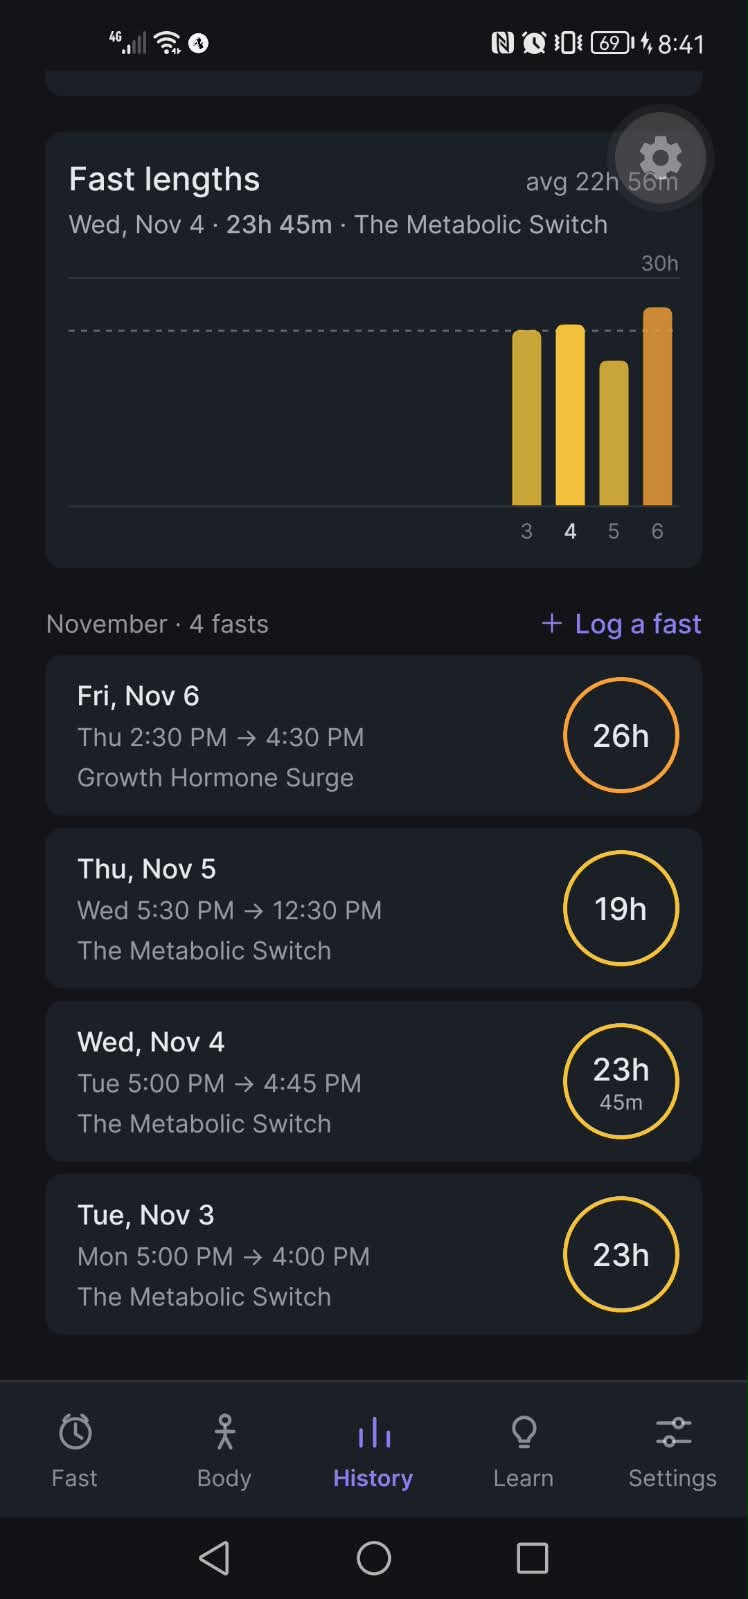 4G 69 8:41
Fast lengths avg 22h 56m
Wed, Nov 4 · 23h 45m · The Metabolic Switch
30h
3 4 5 6
November · 4 fasts + Log a fast
Fri, Nov 6
Thu 2:30 PM → 4:30 PM
Growth Hormone Surge
26h
Thu, Nov 5
Wed 5:30 PM → 12:30 PM
The Metabolic Switch
19h
Wed, Nov 4
Tue 5:00 PM → 4:45 PM
The Metabolic Switch
23h
45m
Tue, Nov 3
Mon 5:00 PM → 4:00 PM
The Metabolic Switch
23h
Fast Body History Learn Settings